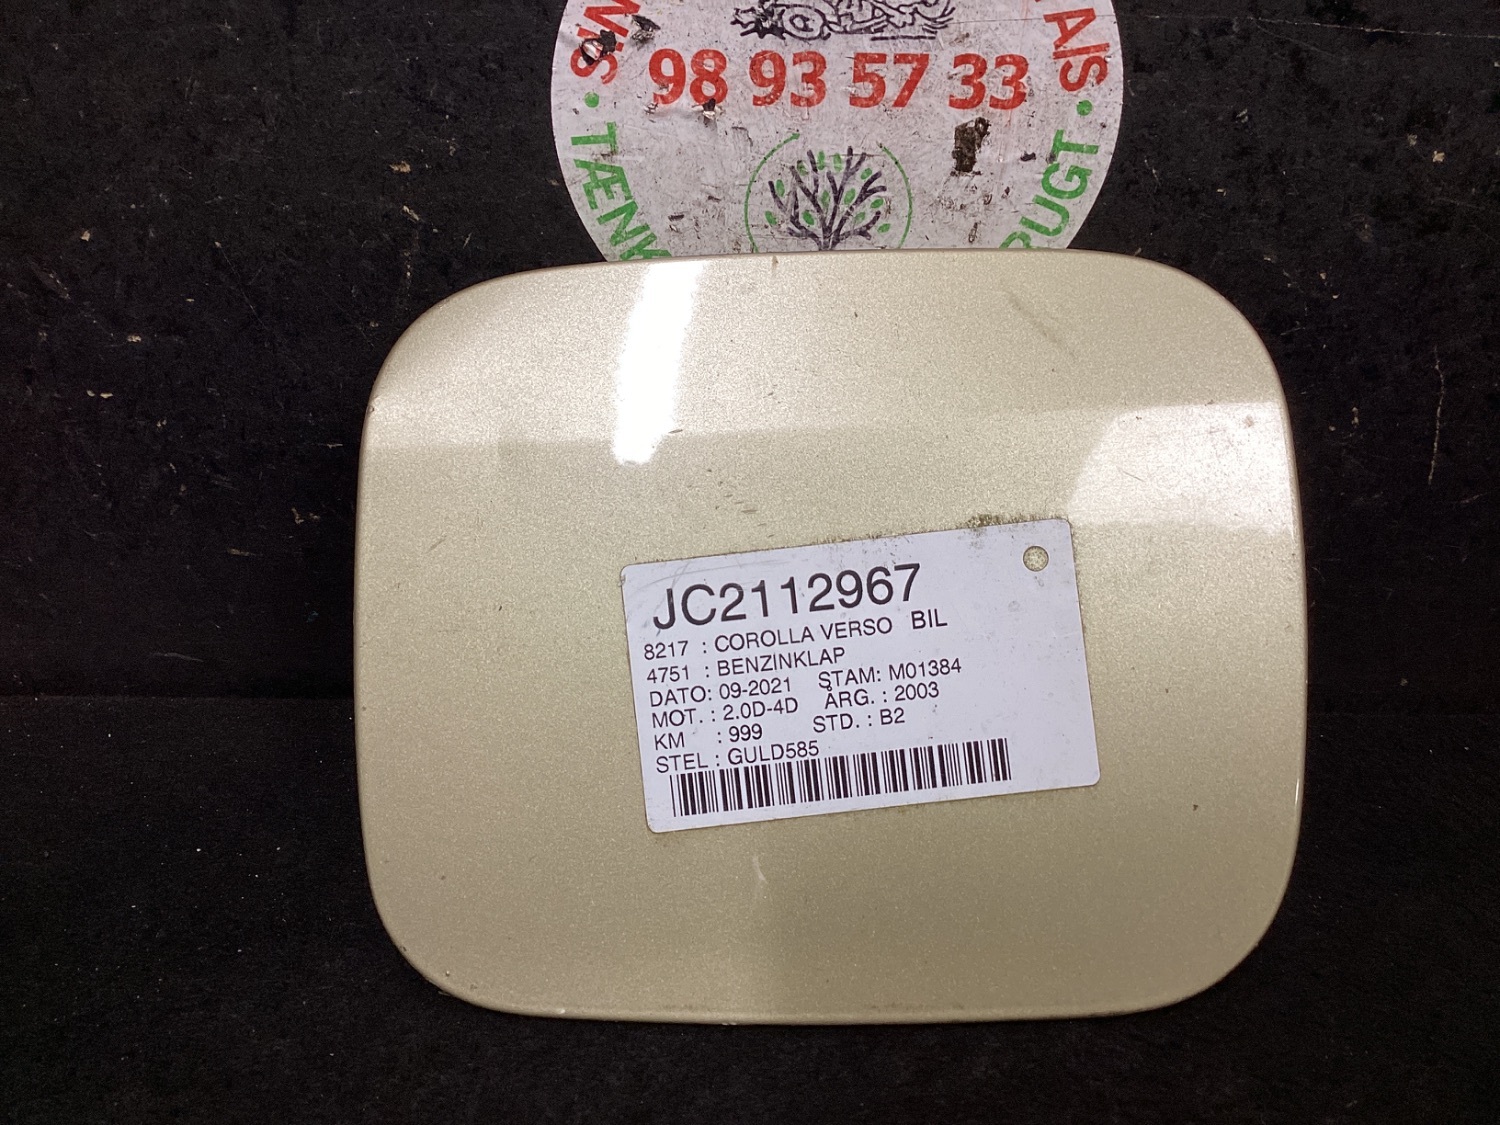 A/S
98 93 57 33
JC2112967
8217 : COROLLA VERSO BIL
4751 : BENZINKLAP
DATO: 09-2021 STAM: M01384
MOT. : 2.0D-4D ÅRG. : 2003
KM : 999 STD. : B2
STEL : GULD585